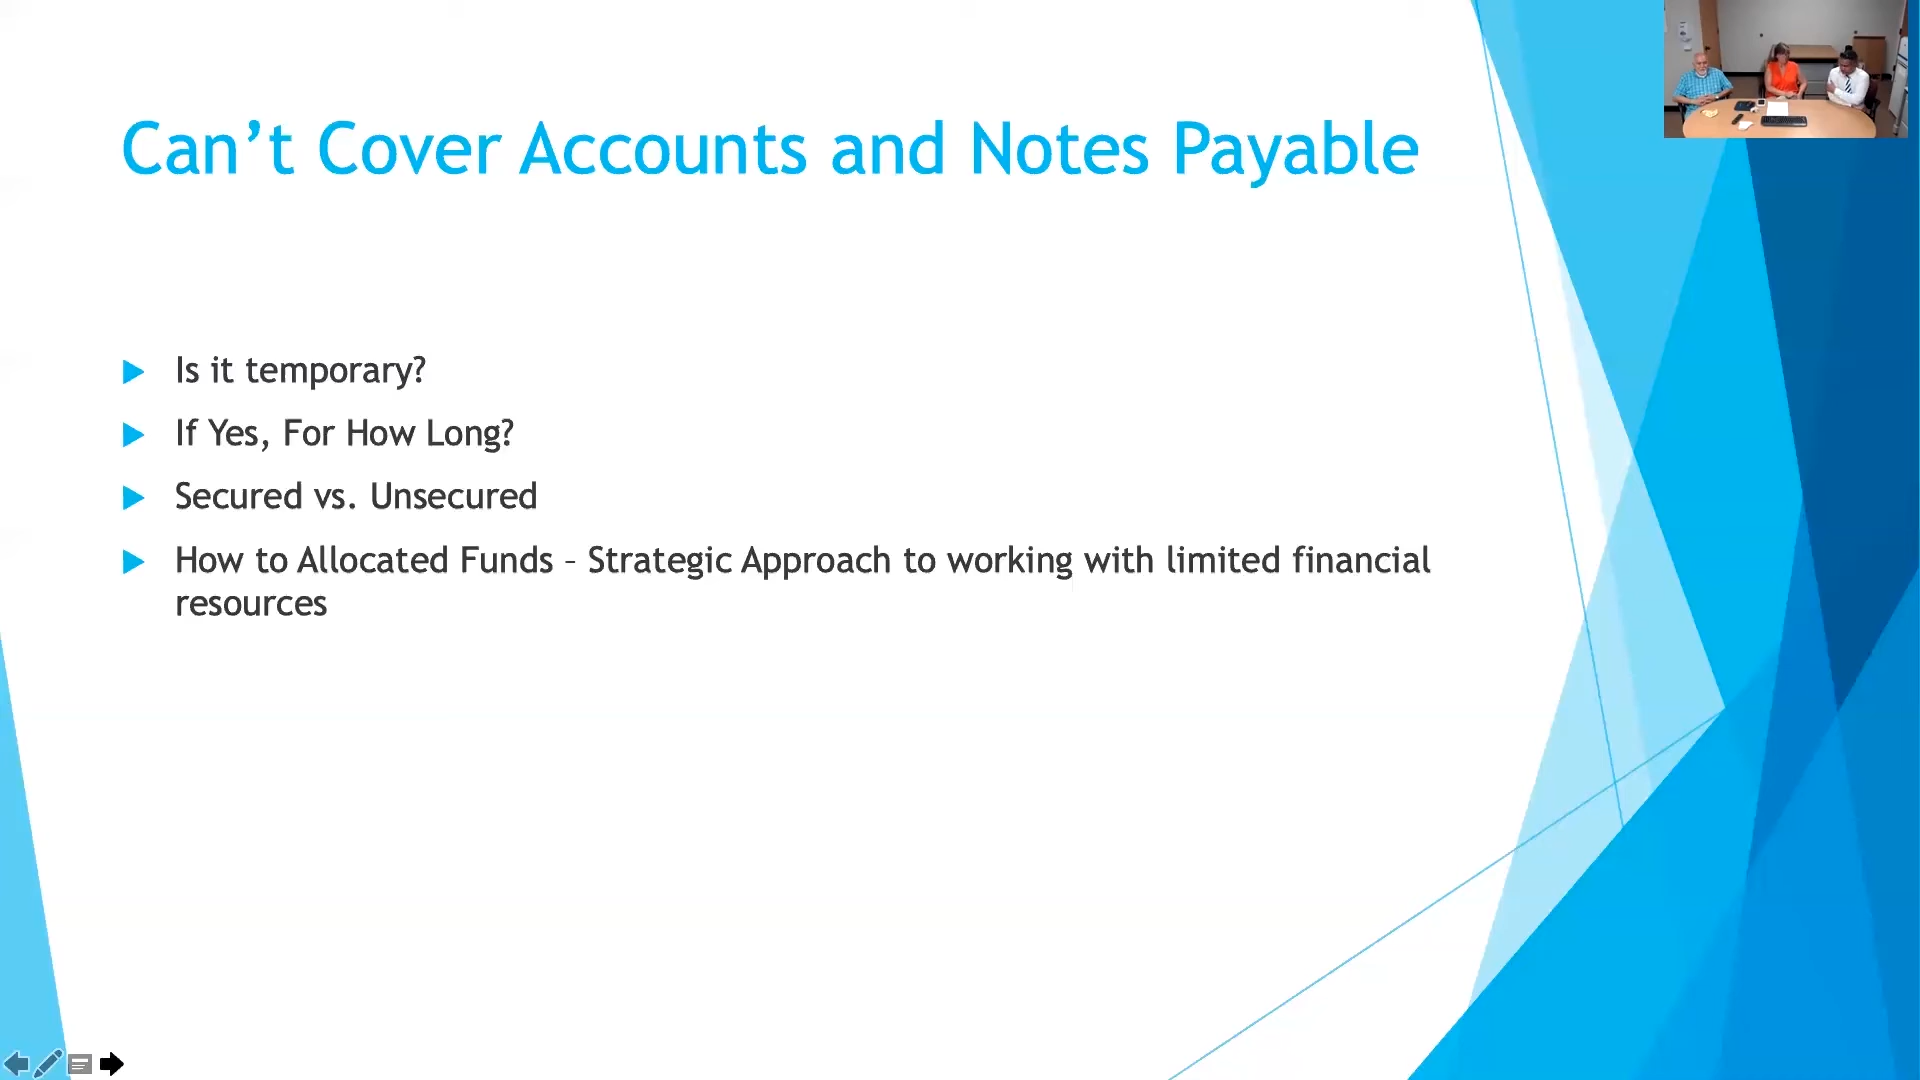 Can’t Cover Accounts and Notes Payable
Is it temporary?
If Yes, For How Long?
Secured vs. Unsecured
How to Allocated Funds – Strategic Approach to working with limited financial
resources